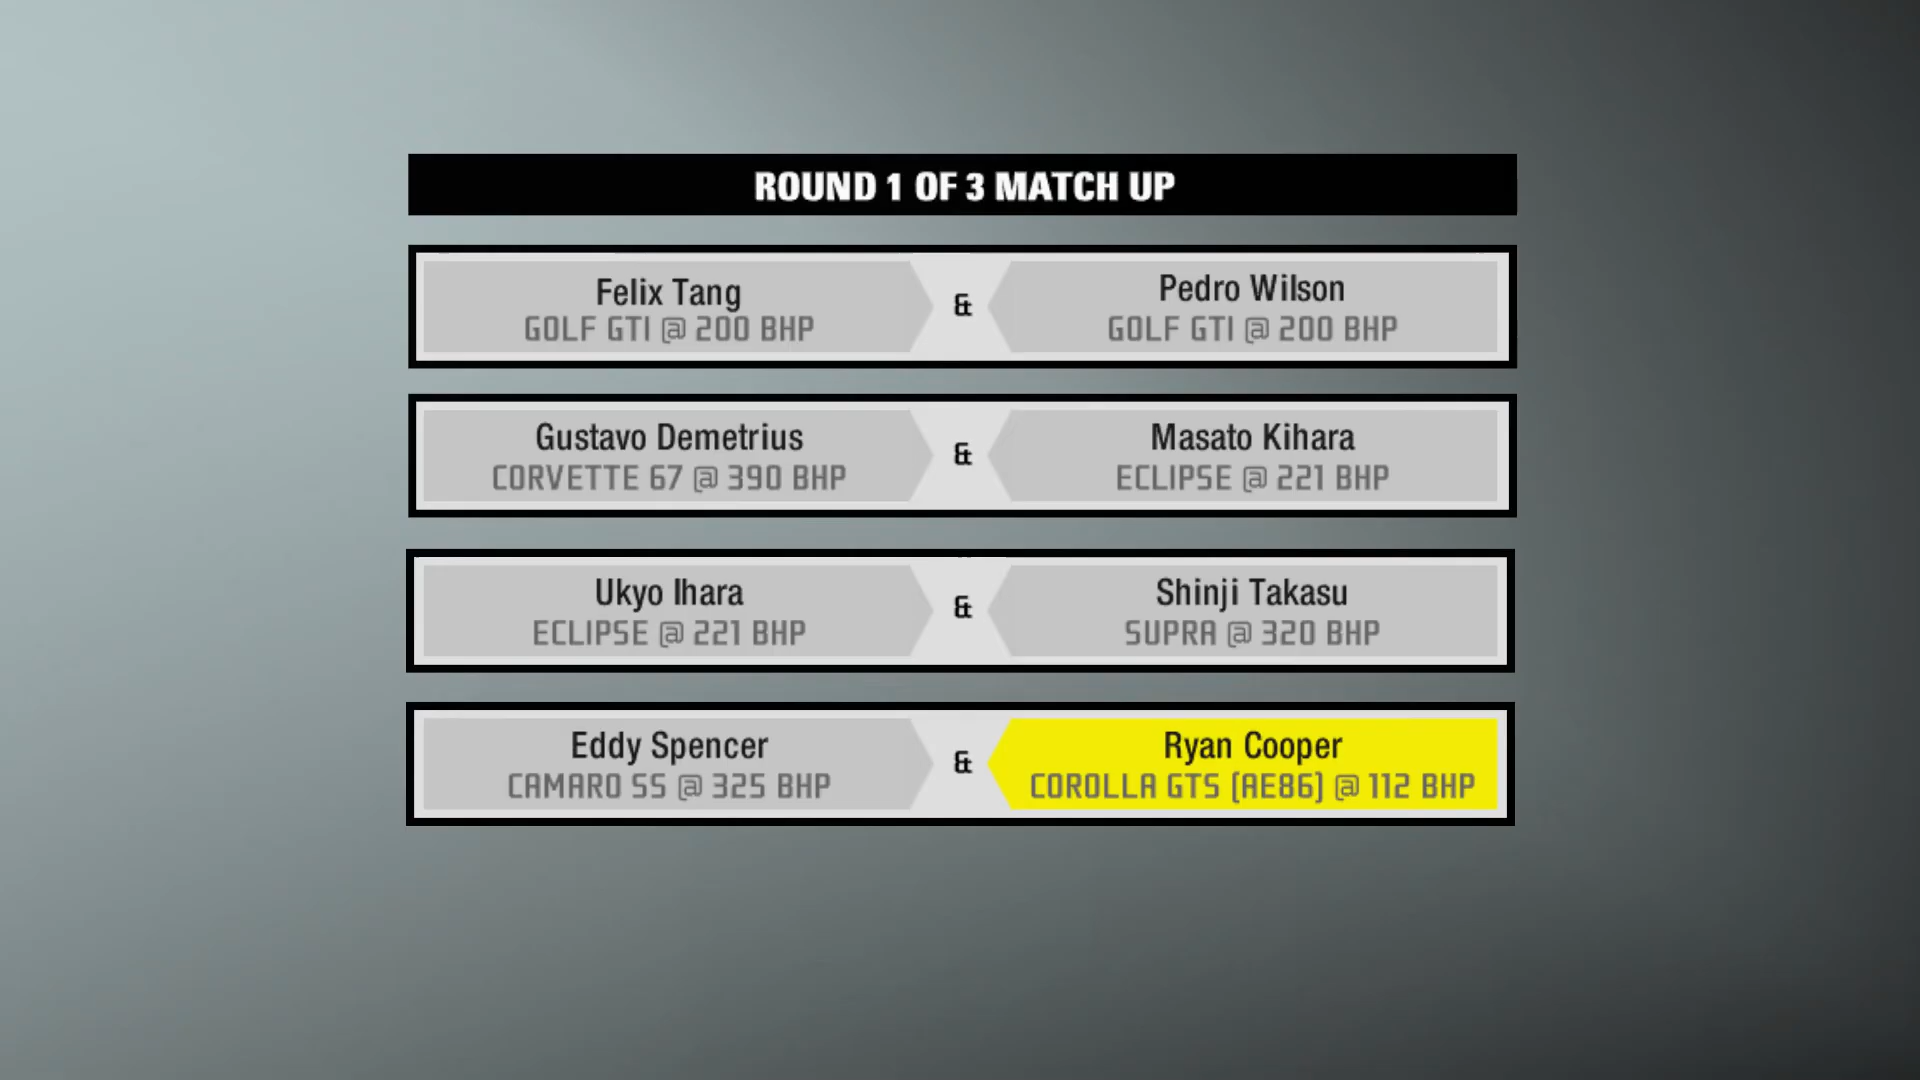 ROUND 1 OF 3 MATCH UP
Felix Tang & Pedro Wilson
GOLF GTI @ 200 BHP GOLF GTI @ 200 BHP
Gustavo Demetrius & Masato Kihara
CORVETTE 67 @ 390 BHP ECLIPSE @ 221 BHP
Ukyo Ihara & Shinji Takasu
ECLIPSE @ 221 BHP SUPRA @ 320 BHP
Eddy Spencer & Ryan Cooper
CAMARO SS @ 325 BHP COROLLA GTS (AE86) @ 112 BHP